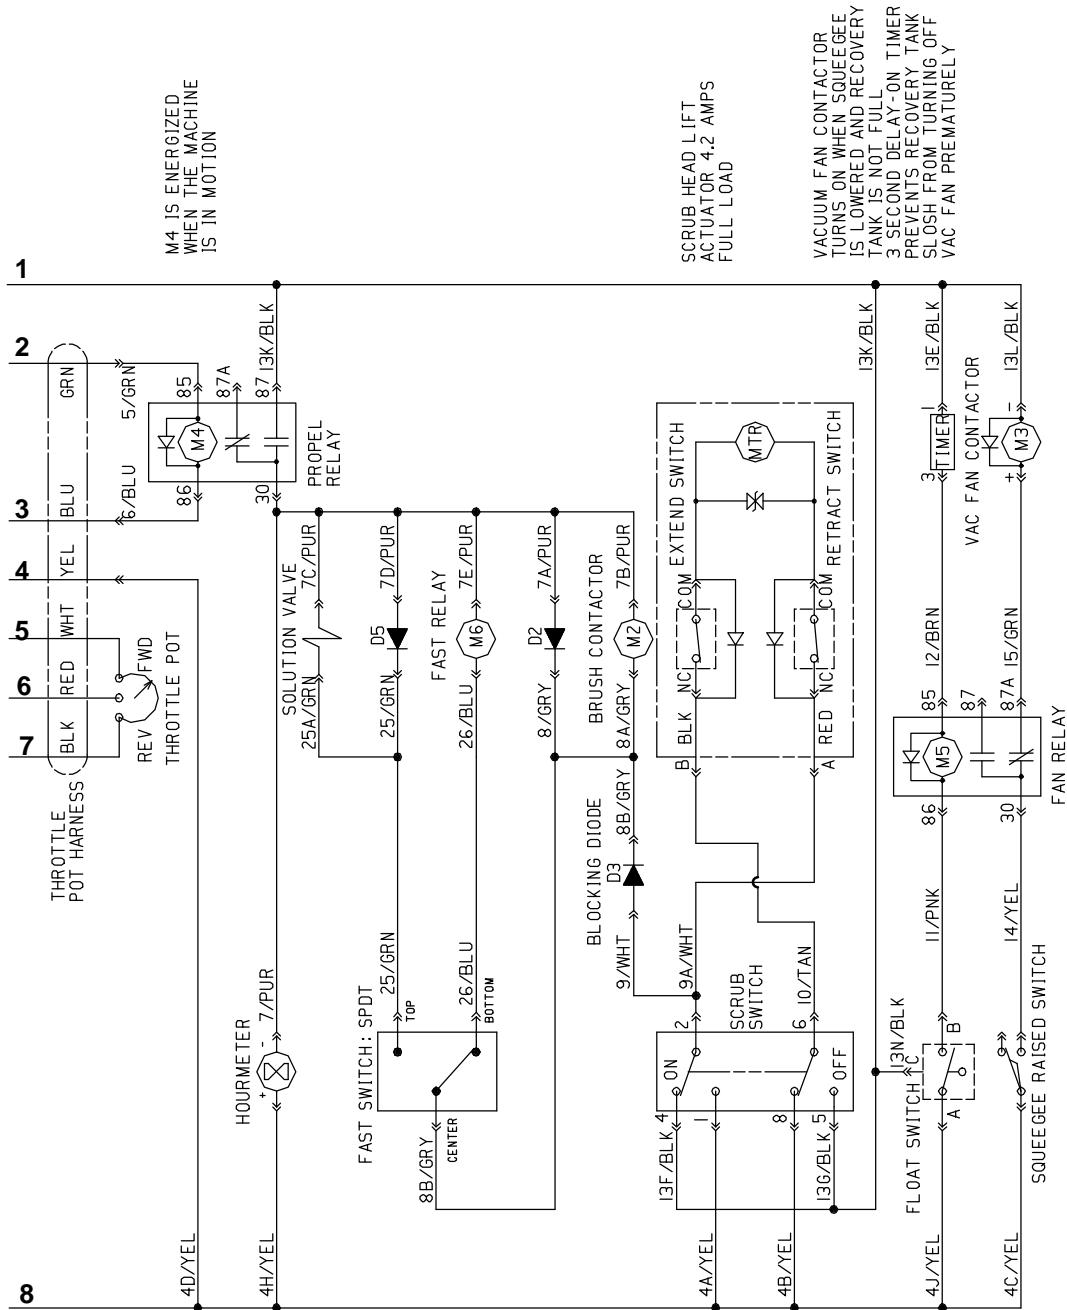 M4 IS ENERGIZED
WHEN THE MACHINE
IS IN MOTION
SCRUB HEAD LIFT
ACTUATOR 4.2 AMPS
FULL LOAD
VACUUM FAN CONTACTOR
TURNS ON WHEN SQUEEGEE
IS LOWERED AND RECOVERY
TANK IS NOT FULL
3 SECOND DELAY-ON TIMER
PREVENTS RECOVERY TANK
SLOSH FROM TURNING OFF
VAC FAN PREMATURELY
1
2
3
4
5
6
7
8
GRN
BLU
YEL
WHT
RED
BLK
THROTTLE
POT HARNESS
FWD
REV
THROTTLE POT
5/GRN
6/BLU
85
87A
87
86
30
M4
PROPEL
RELAY
13K/BLK
HOURMETER
+
-
7/PUR
4D/YEL
4H/YEL
SOLUTION VALVE
7C/PUR
25A/GRN
7D/PUR
D5
25/GRN
FAST RELAY
7E/PUR
M6
26/BLU
7A/PUR
D2
8/GRY
BRUSH CONTACTOR
7B/PUR
M2
8A/GRY
FAST SWITCH: SPDT
25/GRN
TOP
26/BLU
BOTTOM
CENTER
8B/GRY
BLOCKING DIODE
8B/GRY
D3
9/WHT
EXTEND SWITCH
MTR
RETRACT SWITCH
COM
NC
COM
NC
BLK
B
RED
A
9A/WHT
10/TAN
2
SCRUB
SWITCH
6
ON
OFF
4
1
8
5
13F/BLK
13G/BLK
4A/YEL
4B/YEL
13K/BLK
13N/BLK
13E/BLK
13L/BLK
1
TIMER
3
VAC FAN CONTACTOR
-
M3
+
12/BRN
15/GRN
85
87
87A
M5
86
30
FAN RELAY
11/PNK
14/YEL
FLOAT SWITCH
C
B
A
SQUEEGEE RAISED SWITCH
4J/YEL
4C/YEL